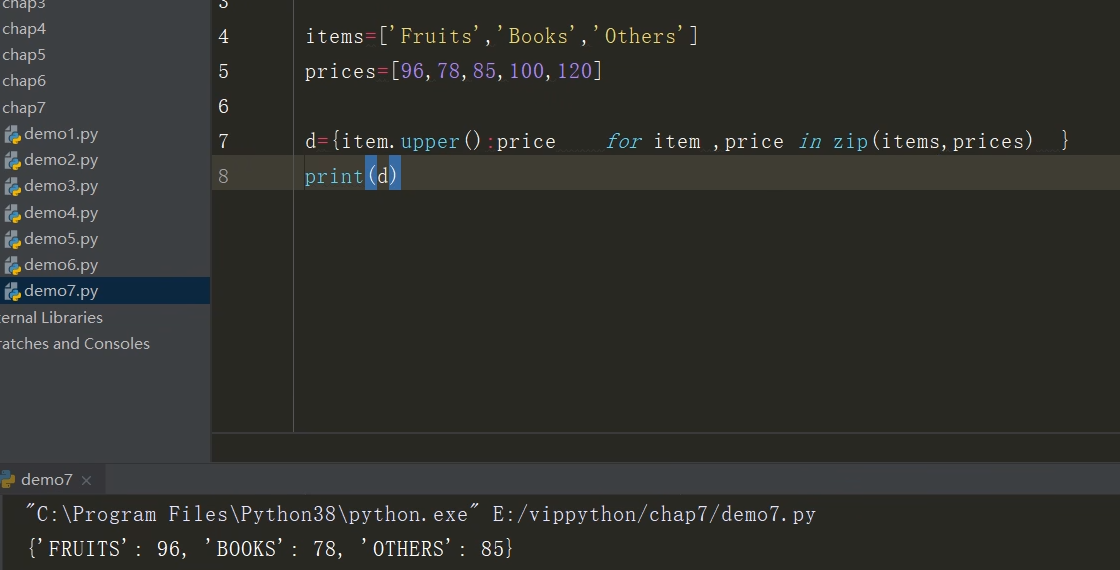 chap3
chap4
chap5
chap6
chap7
demo1.py
demo2.py
demo3.py
demo4.py
demo5.py
demo6.py
demo7.py
ernal Libraries
ratches and Consoles
3
4 items=['Fruits','Books','Others']
5 prices=[96,78,85,100,120]
6
7 d={item.upper():price    for item ,price in zip(items,prices)  }
8 print(d)
demo7
"C:\Program Files\Python38\python.exe" E:/vippython/chap7/demo7.py
{'FRUITS': 96, 'BOOKS': 78, 'OTHERS': 85}